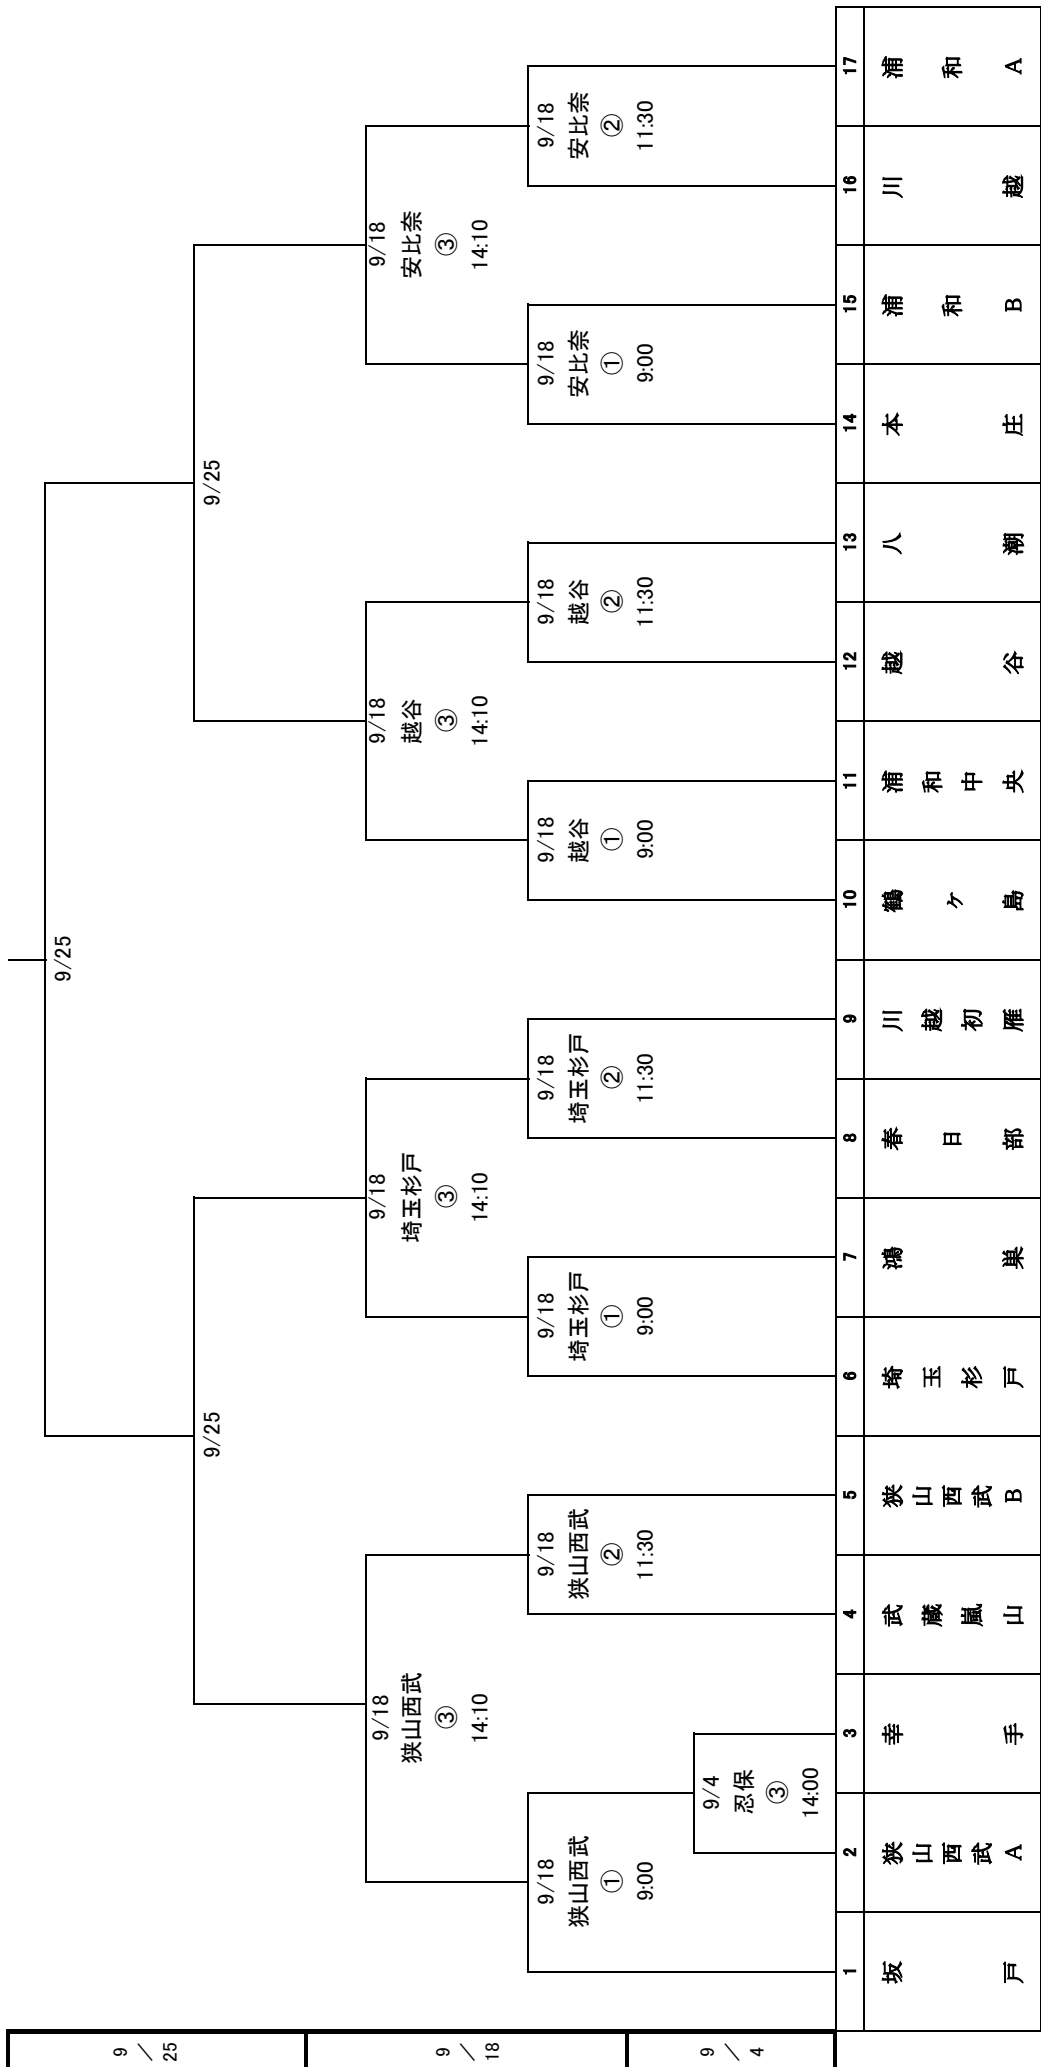 9/25
9/25
9/25
9/18
狭山西武
③
14:10
9/18
埼玉杉戸
③
14:10
9/18
越谷
③
14:10
9/18
安比奈
③
14:10
9/18
狭山西武
①
9:00
9/18
狭山西武
②
11:30
9/18
埼玉杉戸
①
9:00
9/18
埼玉杉戸
②
11:30
9/18
越谷
①
9:00
9/18
越谷
②
11:30
9/18
安比奈
①
9:00
9/18
安比奈
②
11:30
9/4
忍保
③
14:00
1 坂戸
2 狭山西武A
3 幸手
4 武蔵嵐山
5 狭山西武B
6 埼玉杉戸
7 鴻巣
8 春日部
9 川越初雁
10 鶴ヶ島
11 浦和中央
12 越谷
13 八潮
14 本庄
15 浦和B
16 川越
17 浦和A
9/25
9/18
9/4